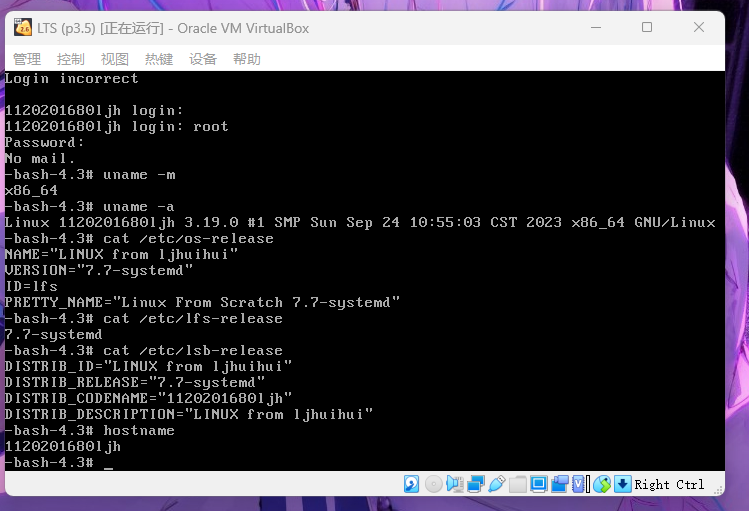 LTS (p3.5) [正在运行] - Oracle VM VirtualBox
管理 控制 视图 热键 设备 帮助
Login incorrect
1120201680ljh login:
1120201680ljh login: root
Password:
No mail.
-bash-4.3# uname -m
x86_64
-bash-4.3# uname -a
Linux 1120201680ljh 3.19.0 #1 SMP Sun Sep 24 10:55:03 CST 2023 x86_64 GNU/Linux
-bash-4.3# cat /etc/os-release
NAME="LINUX from ljhuihui"
VERSION="7.7-systemd"
ID=lfs
PRETTY_NAME="Linux From Scratch 7.7-systemd"
-bash-4.3# cat /etc/lfs-release
7.7-systemd
-bash-4.3# cat /etc/lsb-release
DISTRIB_ID="LINUX from ljhuihui"
DISTRIB_RELEASE="7.7-systemd"
DISTRIB_CODENAME="1120201680ljh"
DISTRIB_DESCRIPTION="LINUX from ljhuihui"
-bash-4.3# hostname
1120201680ljh
-bash-4.3# _
Right Ctrl